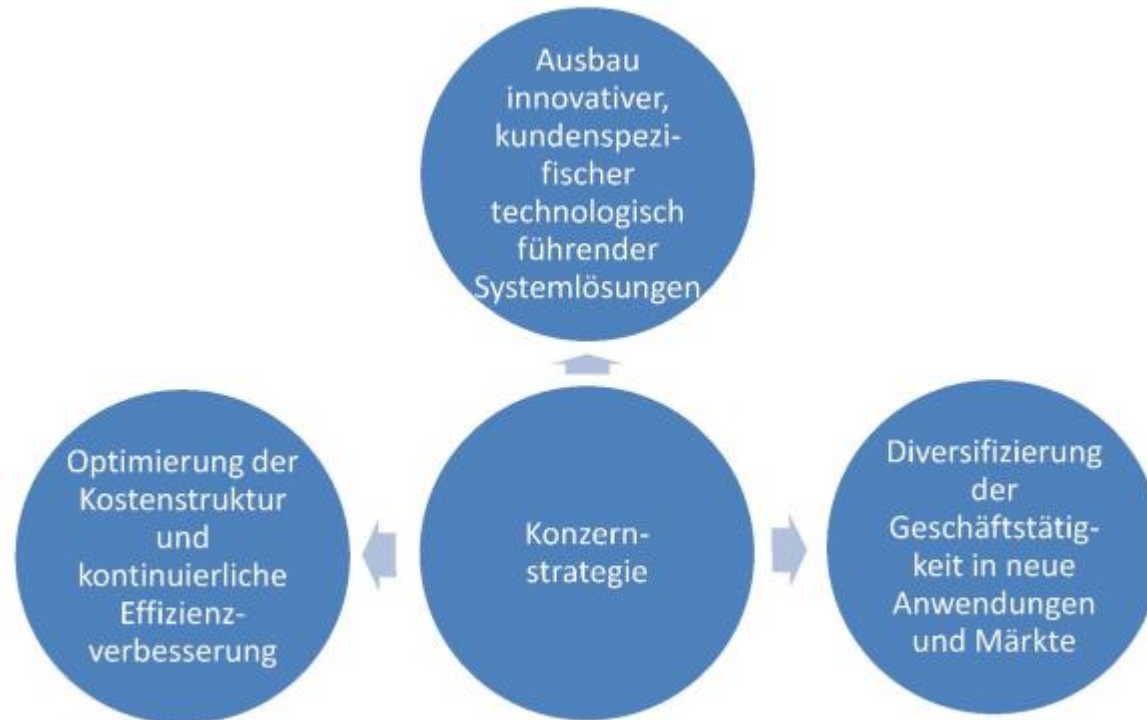 Ausbau
innovativer,
kundenspezi-
fischer
technologisch
führender
Systemlösungen
Optimierung der
Kostenstruktur
und
kontinuierliche
Effizienz-
verbesserung
Konzern-
strategie
Diversifizierung
der
Geschäftstätig-
keit in neue
Anwendungen
und Märkte